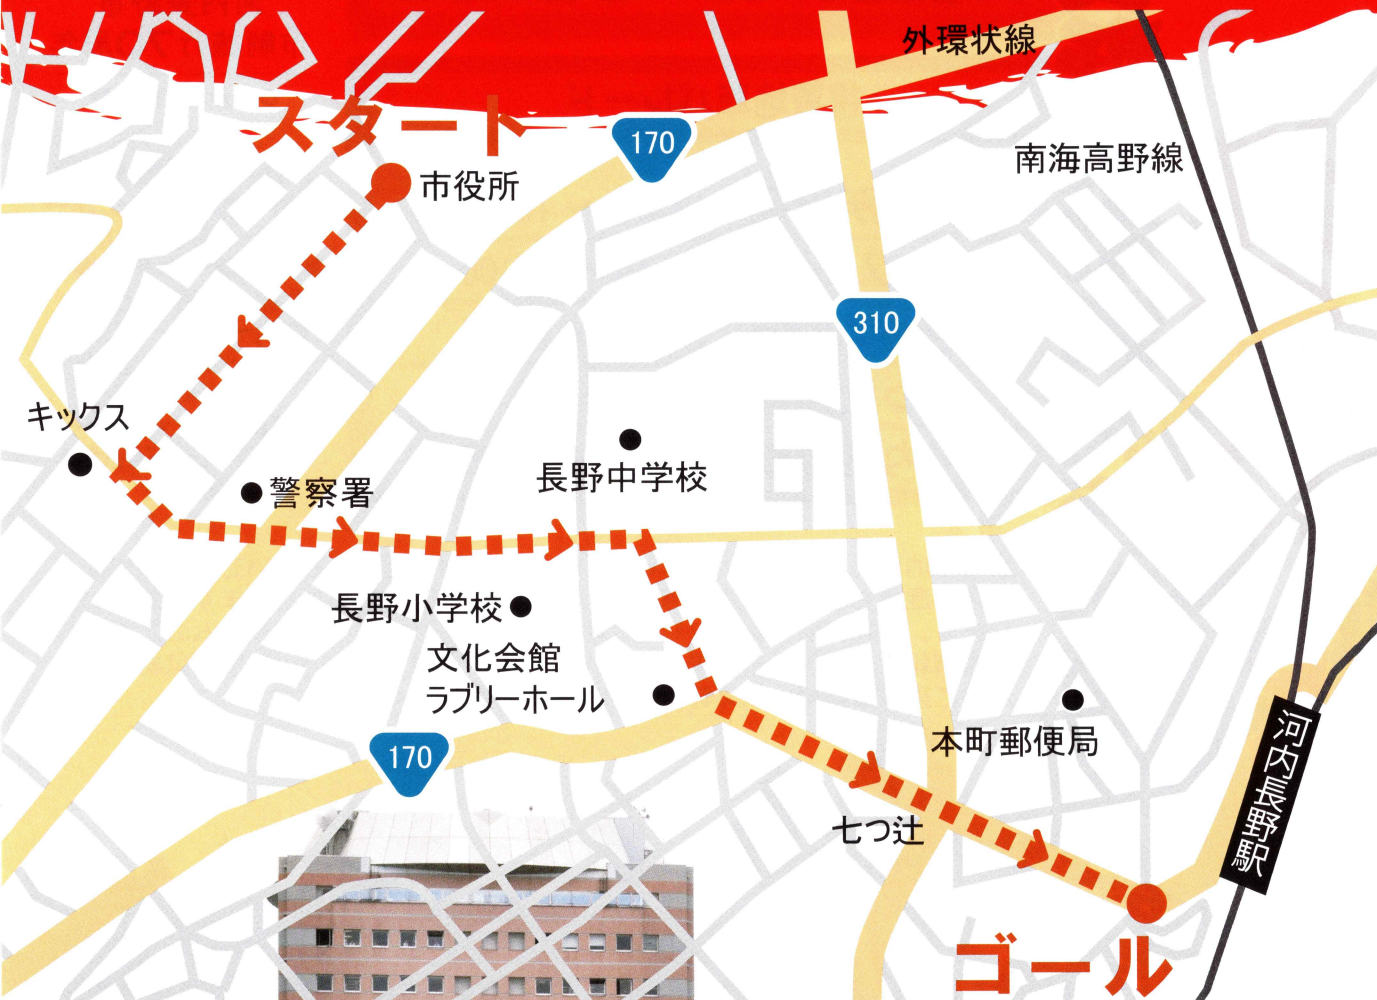 外環状線
スタート
170
南海高野線
市役所
310
キックス
警察署
長野中学校
長野小学校
文化会館
ラブリーホール
170
本町郵便局
河内長野駅
七つ辻
ゴール